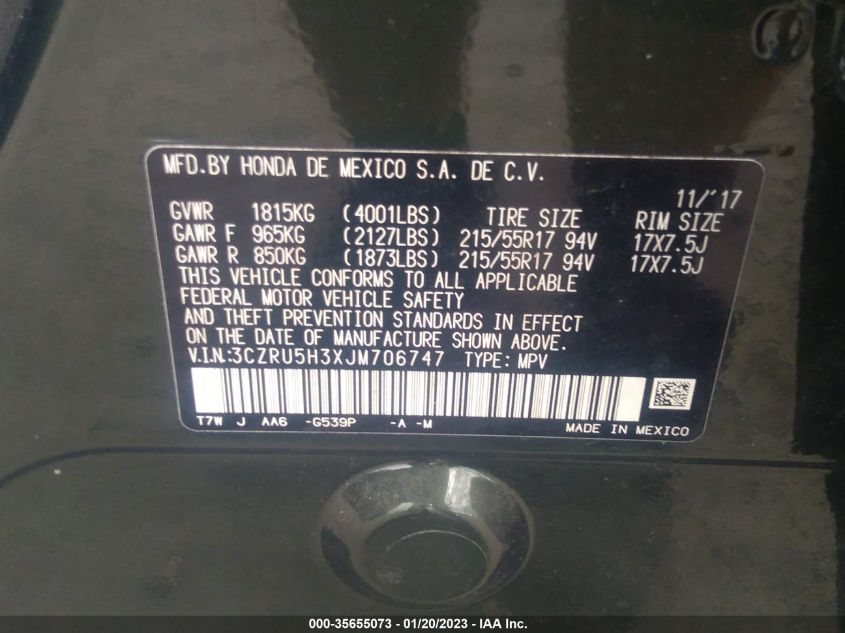 MFD.BY HONDA DE MEXICO S.A. DE C.V.
11/'17
GVWR 1815KG (4001LBS) TIRE SIZE RIM SIZE
GAWR F 965KG (2127LBS) 215/55R17 94V 17X7.5J
GAWR R 850KG (1873LBS) 215/55R17 94V 17X7.5J
THIS VEHICLE CONFORMS TO ALL APPLICABLE
FEDERAL MOTOR VEHICLE SAFETY
AND THEFT PREVENTION STANDARDS IN EFFECT
ON THE DATE OF MANUFACTURE SHOWN ABOVE.
V.I.N.:3CZRU5H3XJM706747 TYPE: MPV
T7W J AA6 -G539P -A -M
MADE IN MEXICO
000-35655073 - 01/20/2023 - IAA Inc.